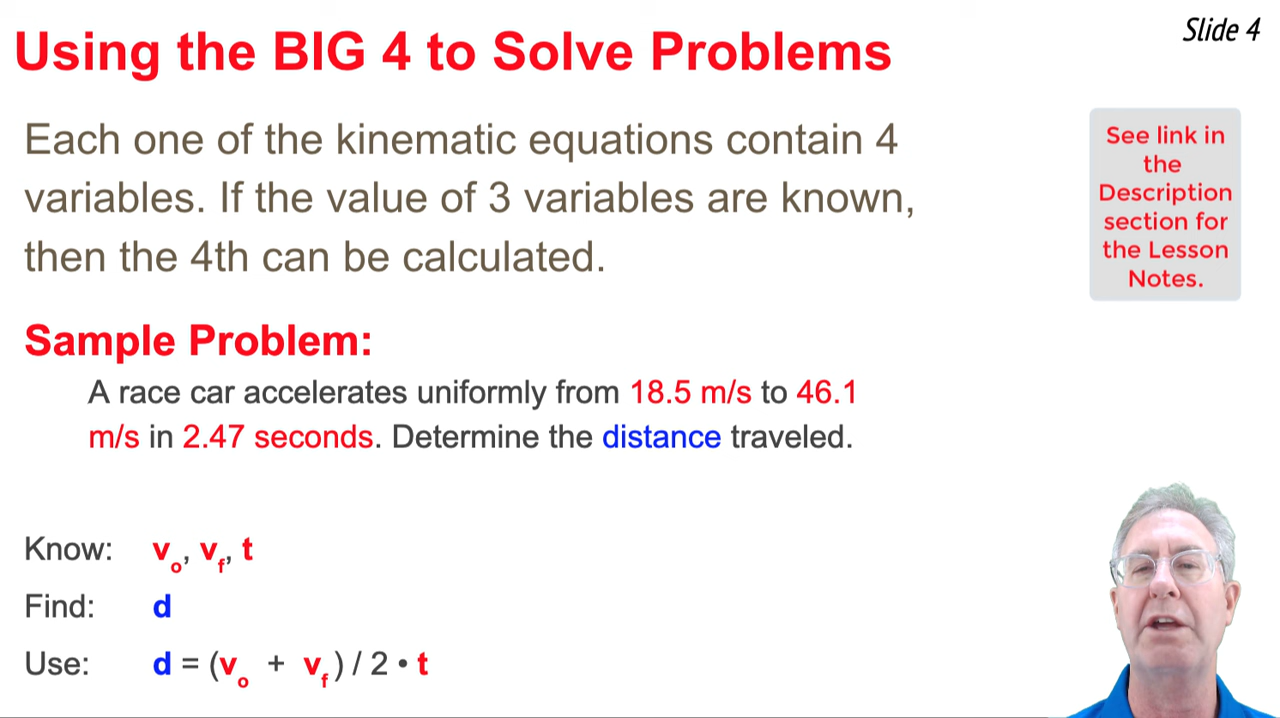 Slide 4
Using the BIG 4 to Solve Problems
Each one of the kinematic equations contain 4
variables. If the value of 3 variables are known,
then the 4th can be calculated.
See link in
the
Description
section for
the Lesson
Notes.
Sample Problem:
A race car accelerates uniformly from 18.5 m/s to 46.1
m/s in 2.47 seconds. Determine the distance traveled.
Know: vo, vf, t
Find: d
Use: d = (vo + vf) / 2 • t